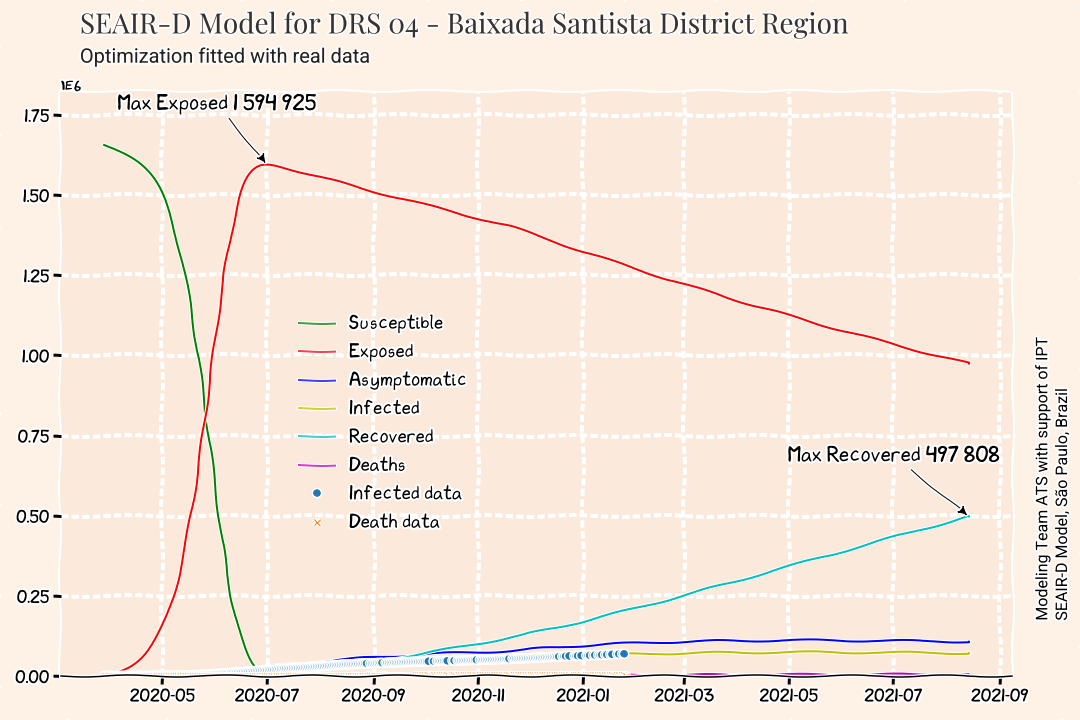 SEAIR-D Model for DRS 04 - Baixada Santista District Region
Optimization fitted with real data
1E6
Max Exposed 1 594 925
1.75
1.50
1.25
1.00
0.75
0.50
0.25
0.00
Susceptible
Exposed
Asymptomatic
Infected
Recovered
Deaths
Infected data
Death data
Max Recovered 497 808
2020-05
2020-07
2020-09
2020-11
2021-01
2021-03
2021-05
2021-07
2021-09
Modeling Team ATS with support of IPT
SEAIR-D Model, São Paulo, Brazil